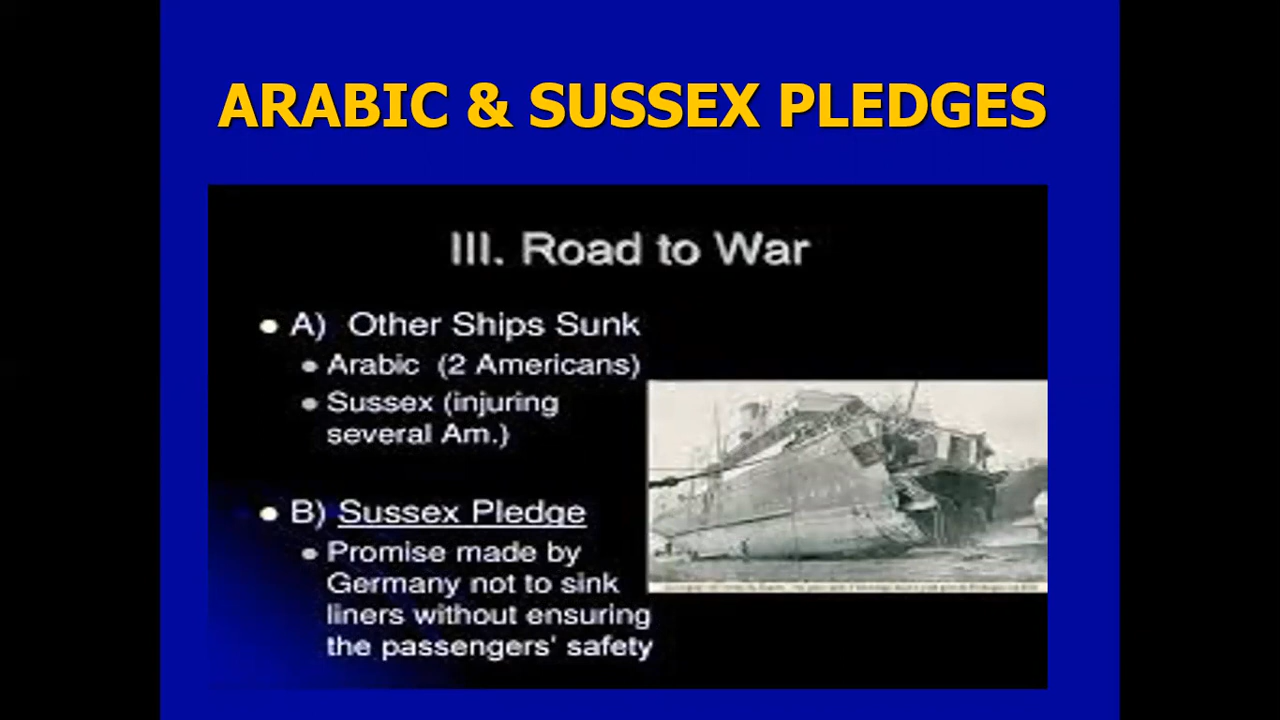 ARABIC & SUSSEX PLEDGES
III. Road to War
A) Other Ships Sunk
Arabic (2 Americans)
Sussex (injuring
several Am.)
B) Sussex Pledge
Promise made by
Germany not to sink
liners without ensuring
the passengers' safety